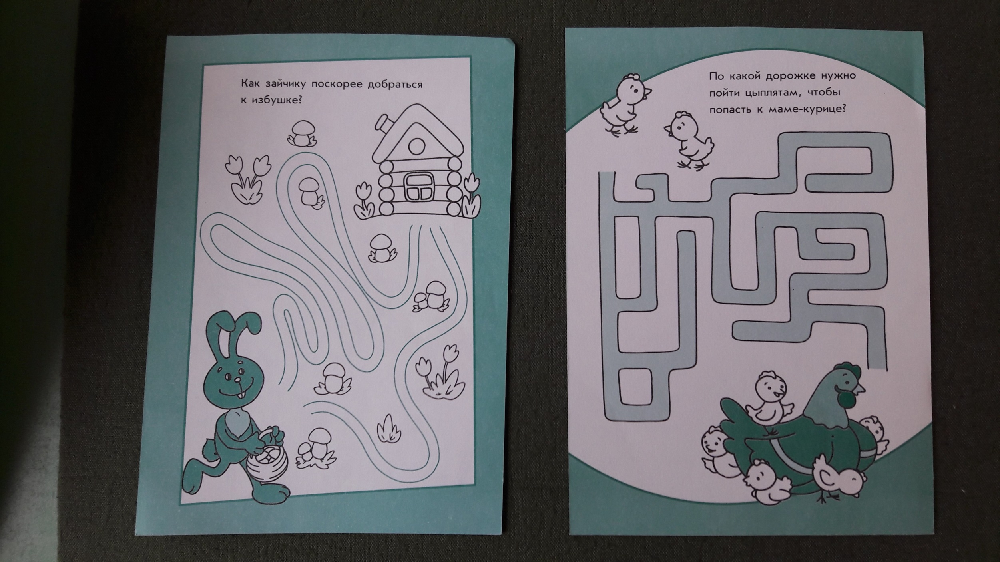 Как зайчику поскорее добраться
к избушке?
По какой дорожке нужно
пойти цыплятам, чтобы
попасть к маме-курице?